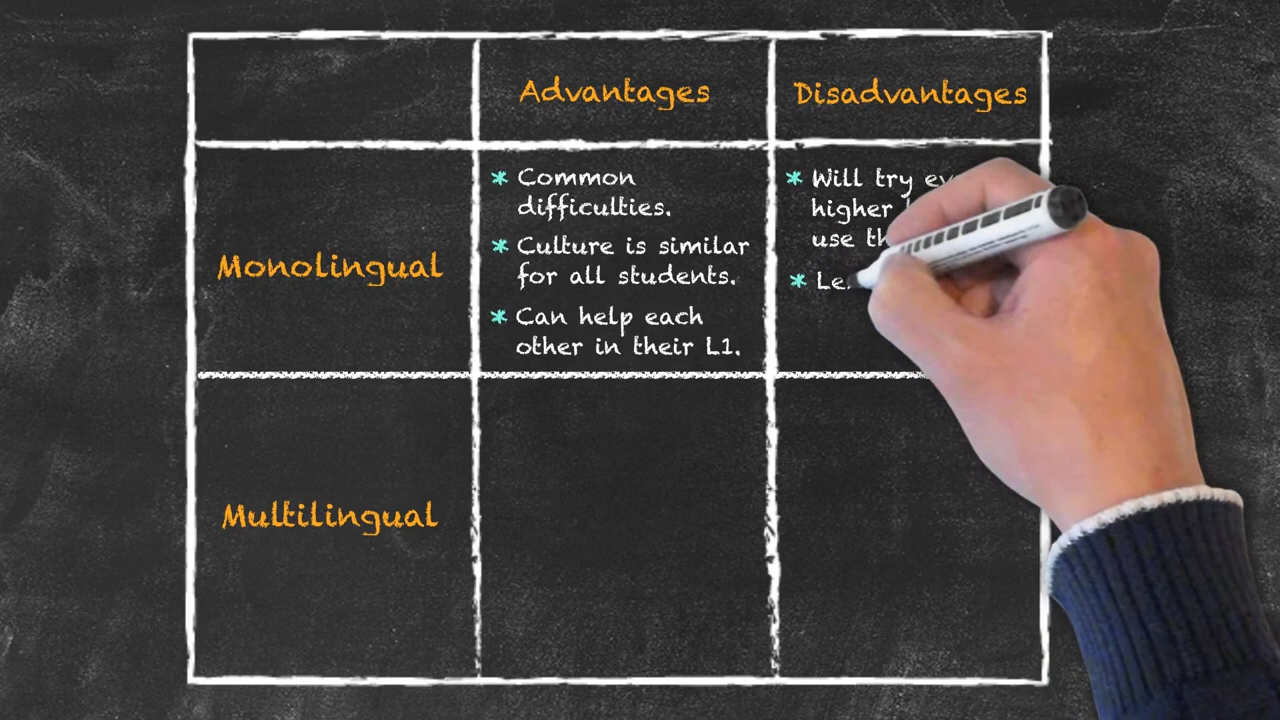 Advantages
Disadvantages
Monolingual
* Common
difficulties.
* Culture is similar
for all students.
* Can help each
other in their L1.
* Will try
higher
use
*
Multilingual